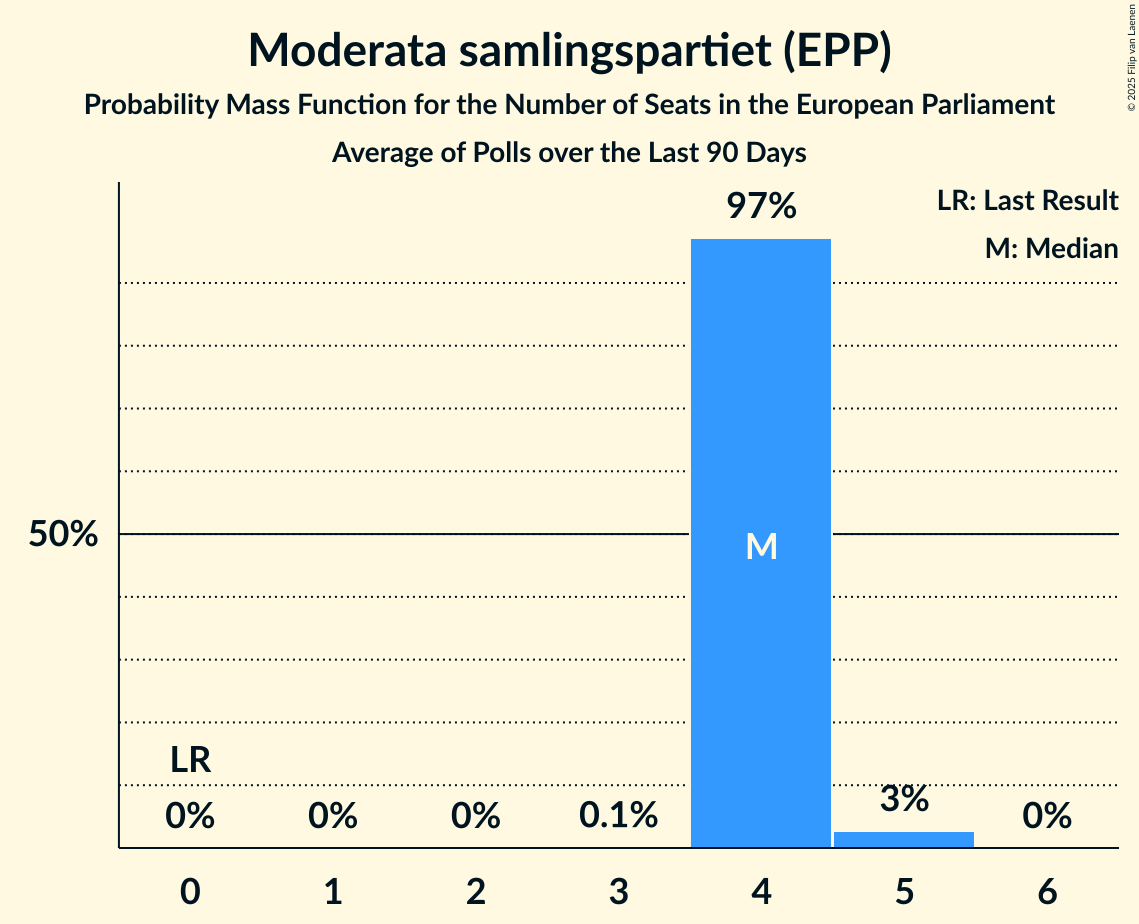 Moderata samlingspartiet (EPP)
Probability Mass Function for the Number of Seats in the European Parliament
Average of Polls over the Last 90 Days
© 2025 Filip van Laenen
LR: Last Result
M: Median
97%
50%
M
LR
0%
0%
0%
0.1%
3%
0%
0
1
2
3
4
5
6